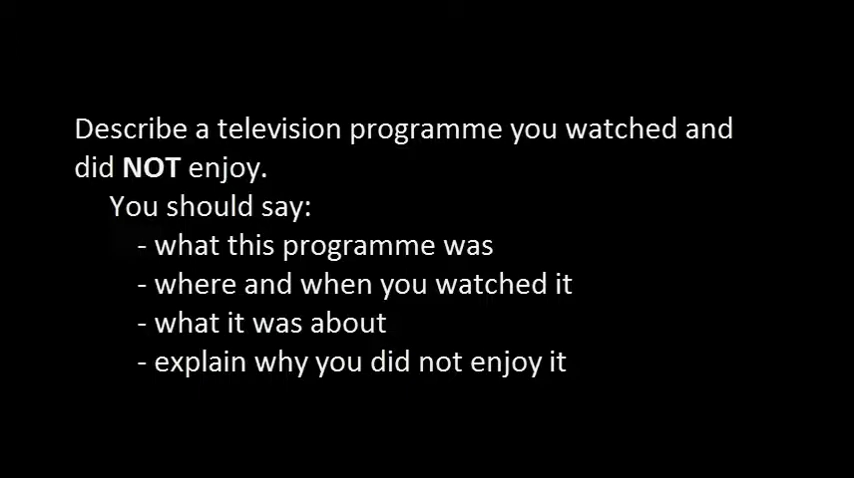 Describe a television programme you watched and
did NOT enjoy.
You should say:
- what this programme was
- where and when you watched it
- what it was about
- explain why you did not enjoy it